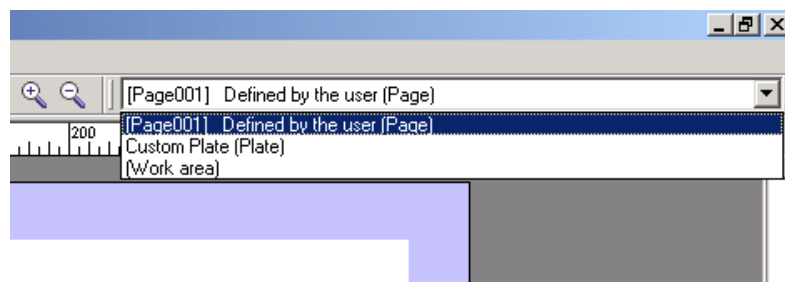 [Page001] Defined by the user (Page)
[Page001] Defined by the user (Page)
200
Custom Plate (Plate)
(Work area)